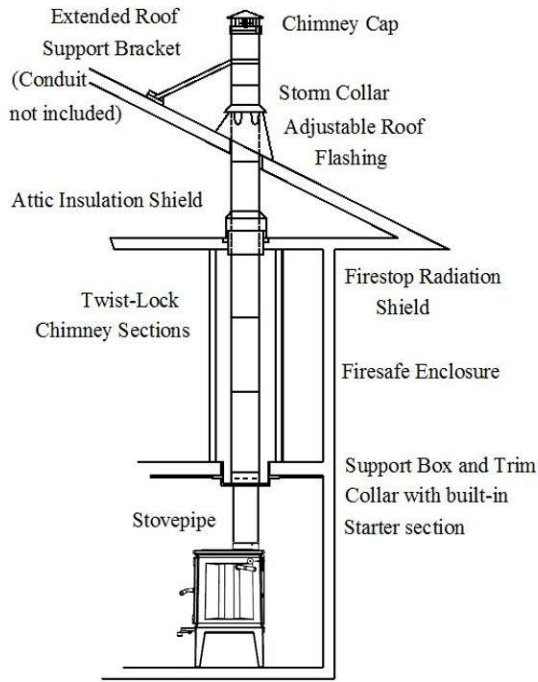 Extended Roof
Support Bracket
(Conduit
not included)
Chimney Cap
Storm Collar
Adjustable Roof
Flashing
Attic Insulation Shield
Firestop Radiation
Shield
Twist-Lock
Chimney Sections
Firesafe Enclosure
Support Box and Trim
Collar with built-in
Starter section
Stovepipe